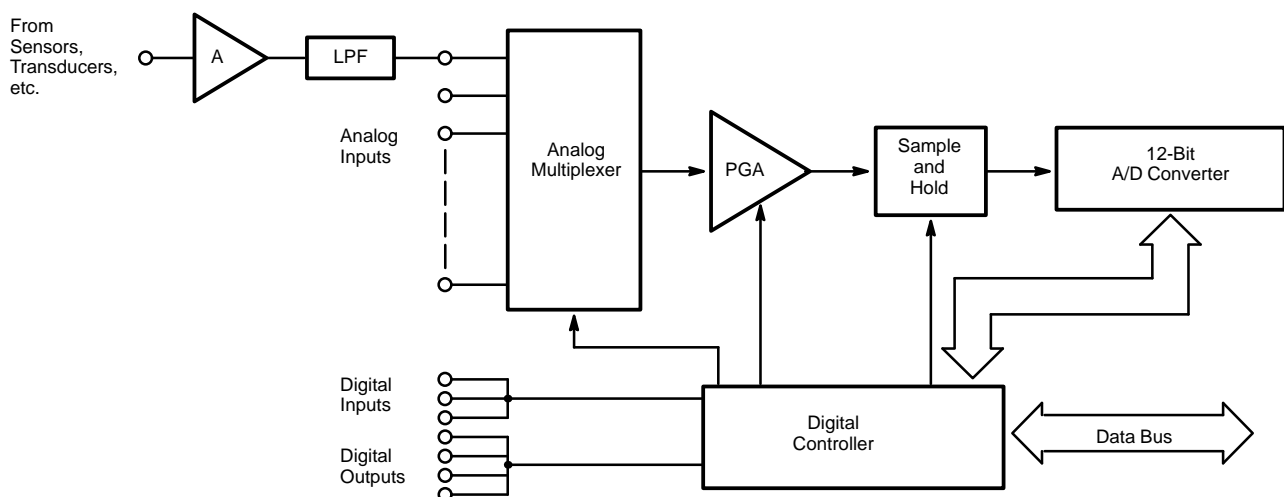 From
Sensors,
Transducers,
etc.
A
LPF
Analog
Inputs
Analog
Multiplexer
PGA
Sample
and
Hold
12-Bit
A/D Converter
Digital
Inputs
Digital
Outputs
Digital
Controller
Data Bus